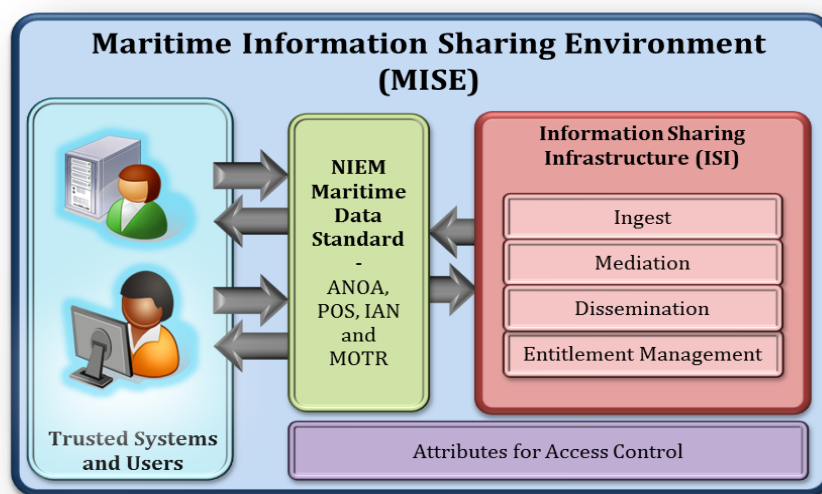 Maritime Information Sharing Environment
(MISE)
Trusted Systems
and Users
NIEM
Maritime
Data
Standard
-
ANOA,
POS, IAN
and
MOTR
Information Sharing
Infrastructure (ISI)
Ingest
Mediation
Dissemination
Entitlement Management
Attributes for Access Control